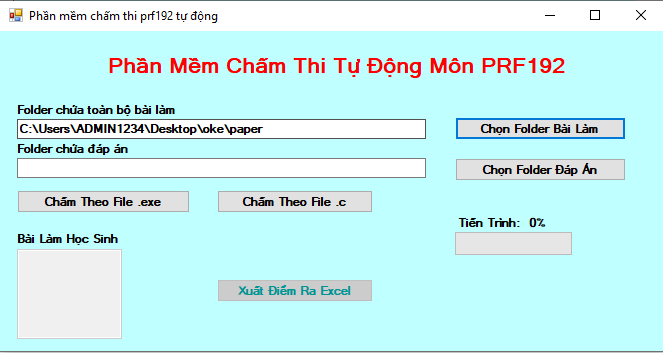 Phần mềm chấm thi prf192 tự động
Phần Mềm Chấm Thi Tự Động Môn PRF192
Folder chứa toàn bộ bài làm
C:\Users\ADMIN1234\Desktop\oke\paper
Chọn Folder Bài Làm
Folder chứa đáp án
Chọn Folder Đáp Án
Chấm Theo File .exe
Chấm Theo File .c
Tiến Trình: 0%
Bài Làm Học Sinh
Xuất Điểm Ra Excel